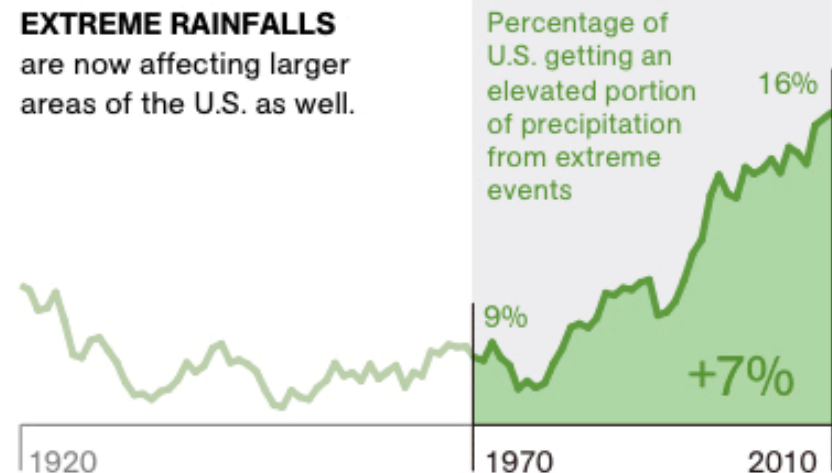 EXTREME RAINFALLS
are now affecting larger
areas of the U.S. as well.
Percentage of
U.S. getting an
elevated portion
of precipitation
from extreme
events
16%
9%
+7%
1920
1970
2010